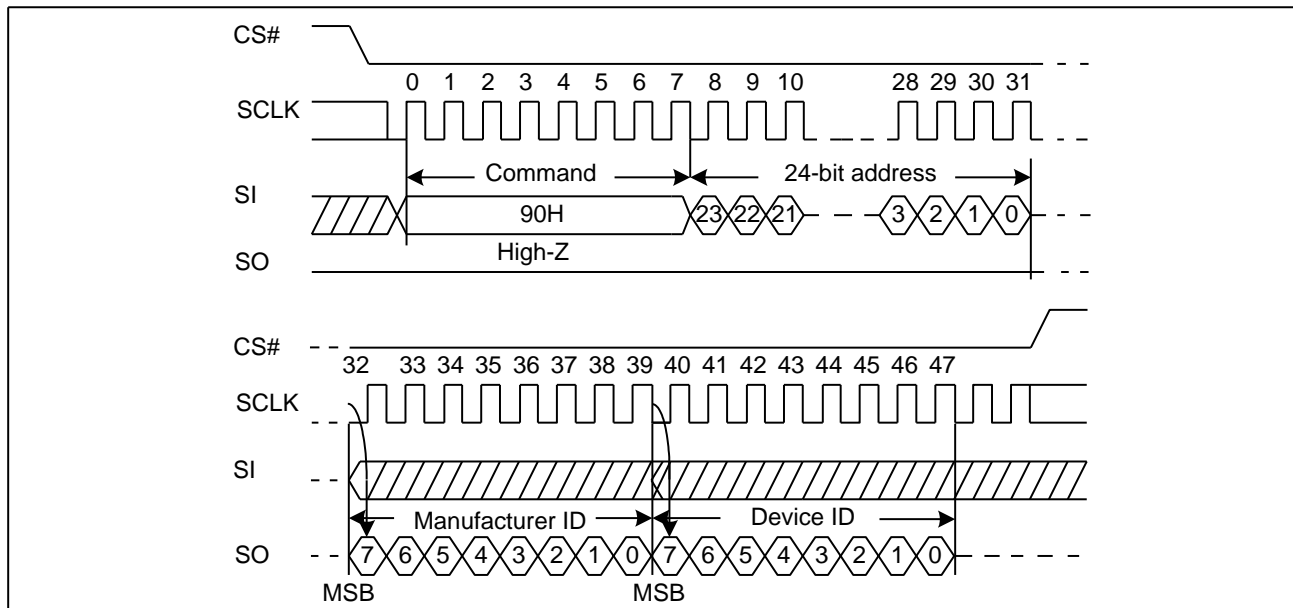 CS#
0 1 2 3 4 5 6 7 8 9 10 28 29 30 31
SCLK
Command 24-bit address
SI
90H 23 22 21 3 2 1 0
High-Z
SO
CS#
32 33 34 35 36 37 38 39 40 41 42 43 44 45 46 47
SCLK
SI
Manufacturer ID Device ID
SO 7 6 5 4 3 2 1 0 7 6 5 4 3 2 1 0
MSB MSB